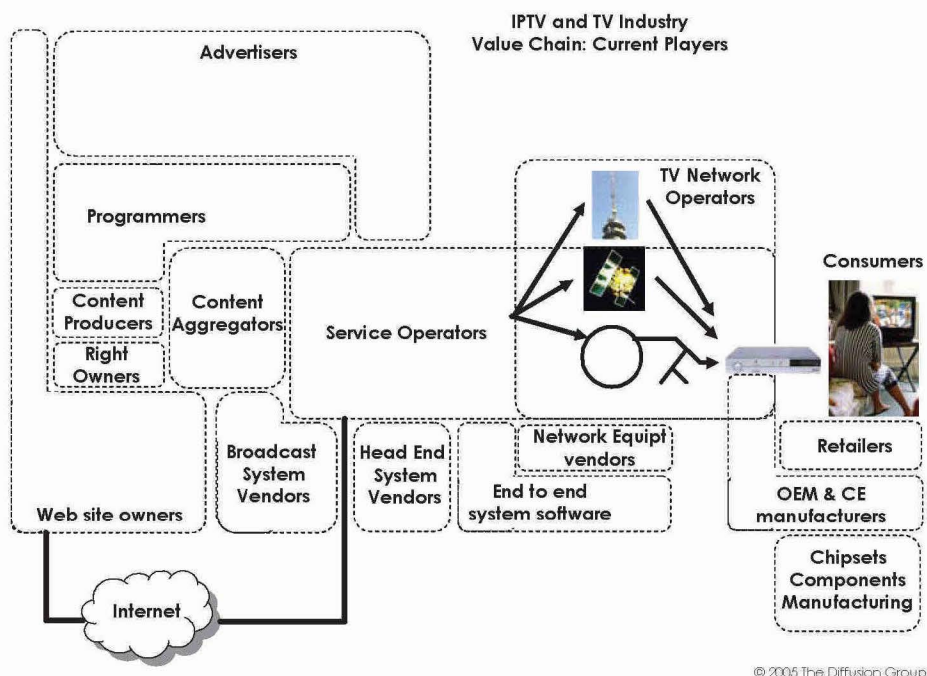 IPTV and TV Industry
Value Chain: Current Players
Advertisers
TV Network
Operators
Programmers
Consumers
Content
Producers
Content
Aggregators
Service Operators
Right
Owners
Broadcast
System
Vendors
Head End
System
Vendors
Network Equipt
vendors
Retailers
End to end
system software
OEM & CE
manufacturers
Web site owners
Chipsets
Components
Manufacturing
Internet
© 2005 The Diffusion Group